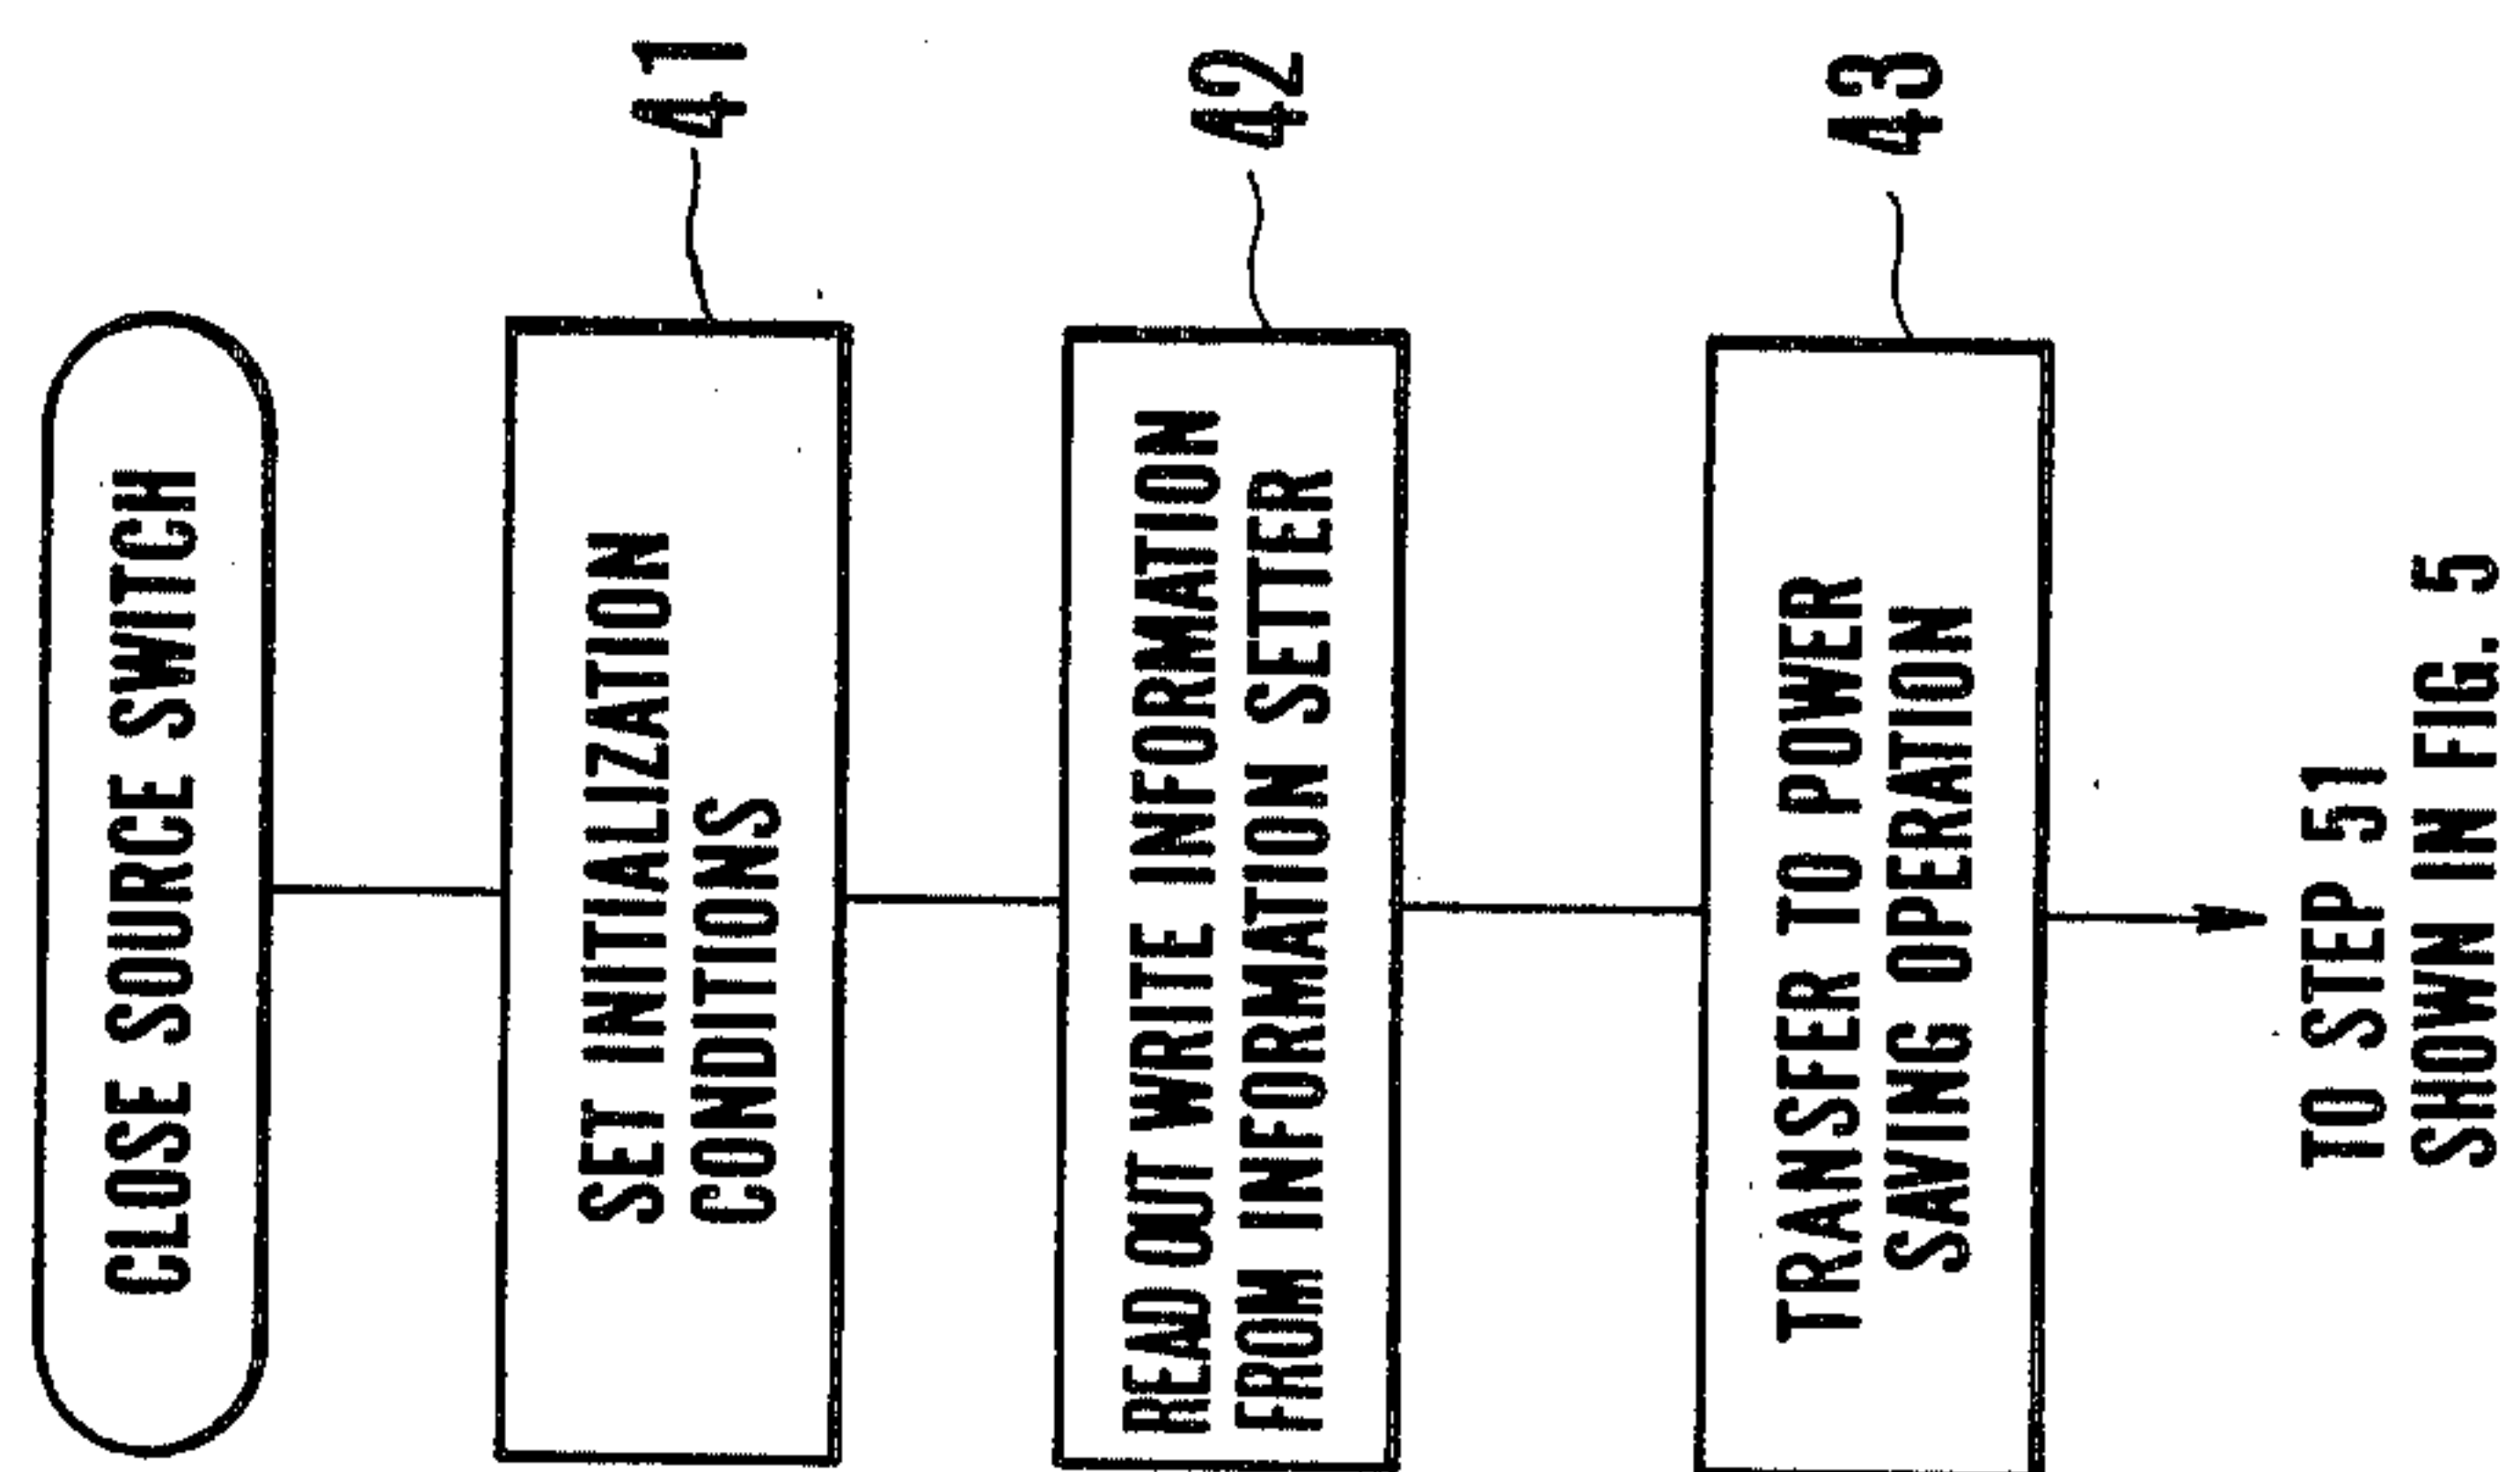 CLOSE SOURCE SWITCH
41
SET INITIALIZATION
CONDITIONS
42
READ OUT WRITE INFORMATION
FROM INFORMATION SETTER
43
TRANSFER TO POWER
SAVING OPERATION
TO STEP 51
SHOWN IN FIG. 5